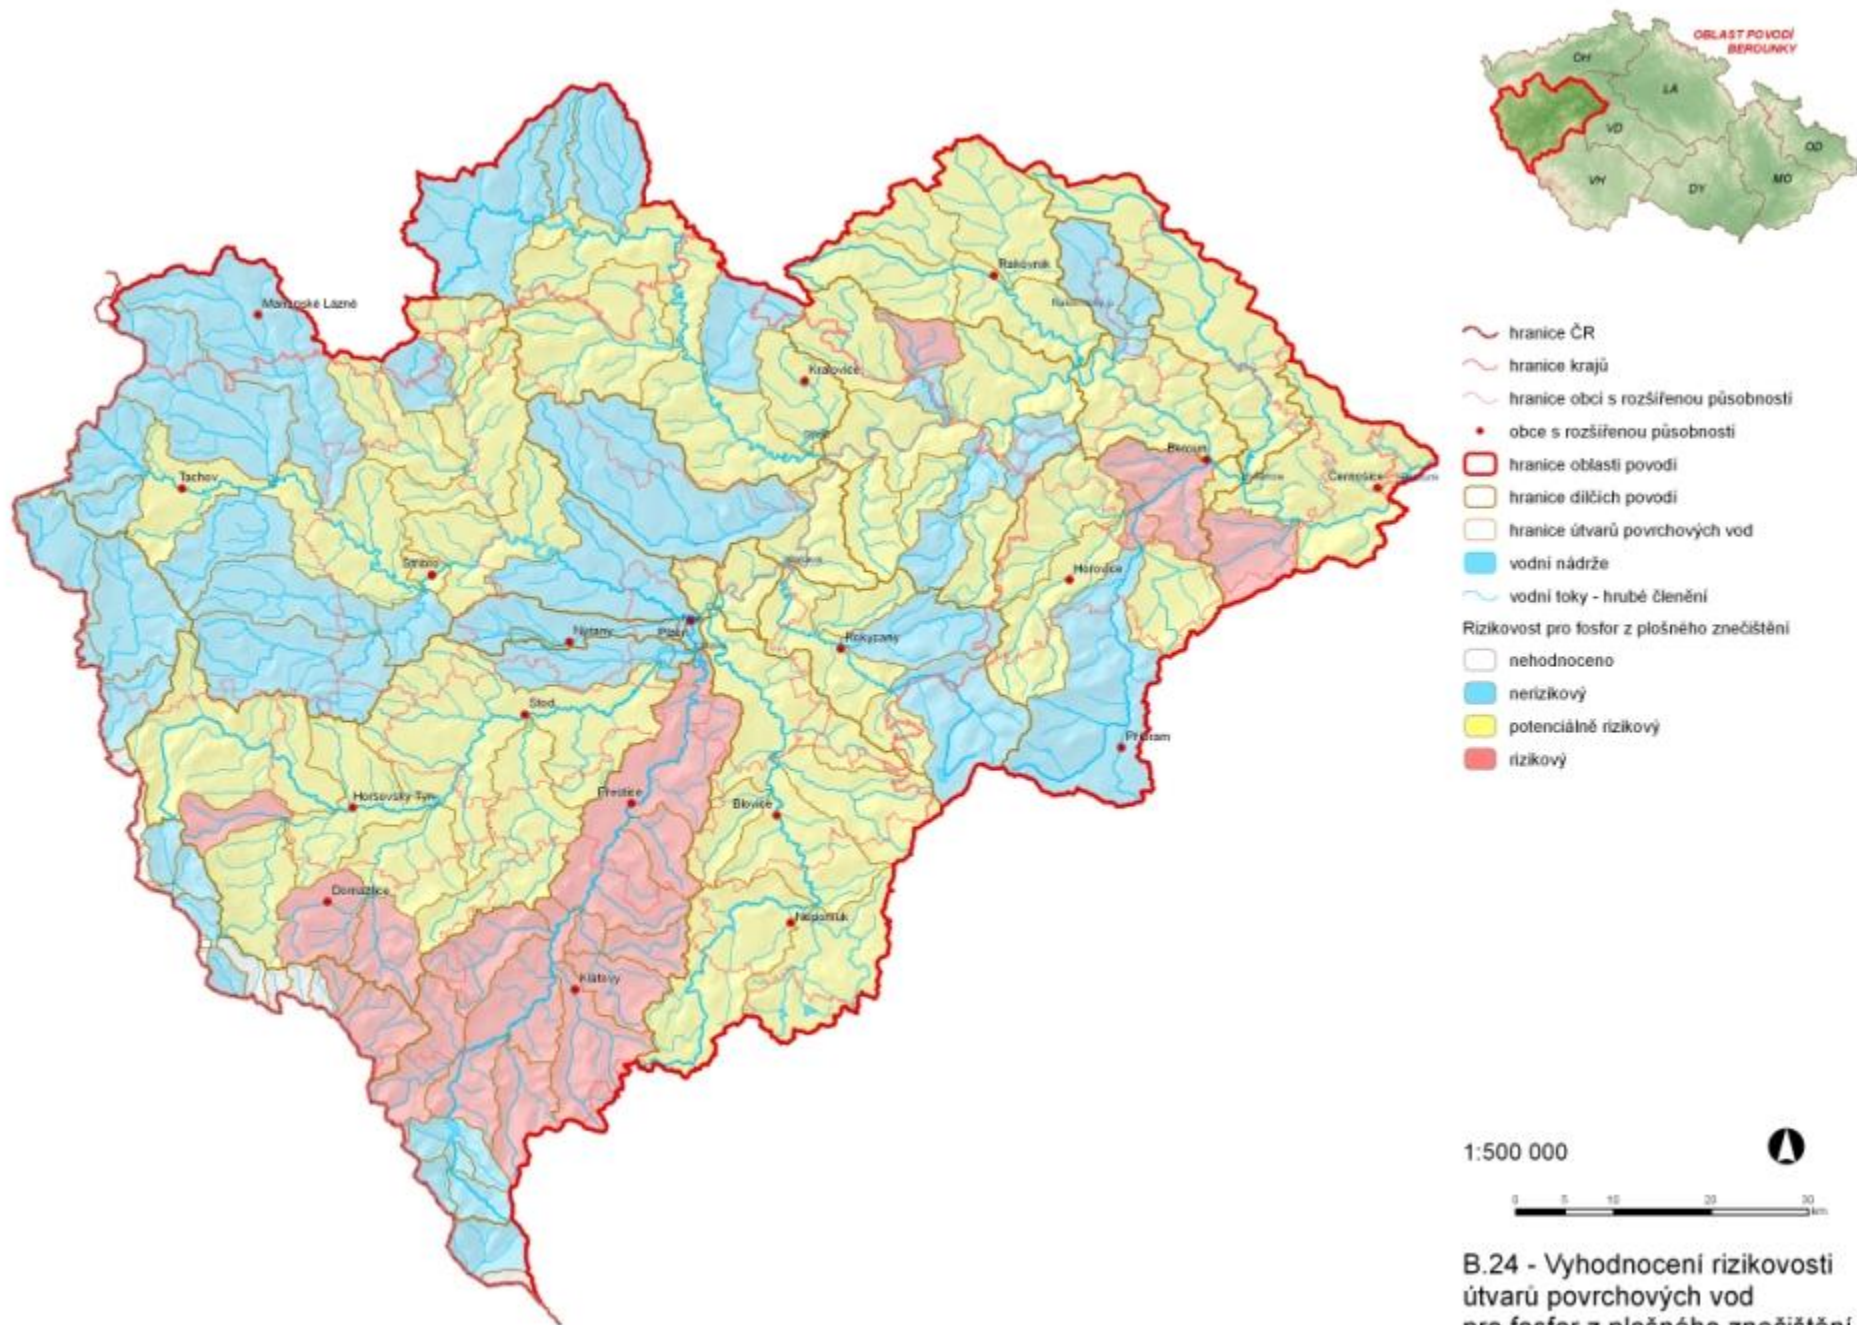 OBLAST POVODÍ
BEROUNKY
OH
LA
VD
OD
VH
DY
MO
Mariánské Lázně
Rakovník
Kralovice
Tachov
Beroun
Černošice
Stříbro
Hořovice
Nýřany
Plzeň
Rokycany
Stod
Příbram
Přeštice
Horšovský Týn
Blovice
Domažlice
Nepomuk
Klatovy
hranice ČR
hranice krajů
hranice obcí s rozšířenou působností
obce s rozšířenou působností
hranice oblasti povodí
hranice dílčích povodí
hranice útvarů povrchových vod
vodní nádrže
vodní toky - hrubé členění
Rizikovost pro fosfor z plošného znečištění
nehodnoceno
nerizikový
potenciálně rizikový
rizikový
1:500 000
0 5 10 20 30
km
B.24 - Vyhodnocení rizikovosti
útvarů povrchových vod
pro fosfor z plošného znečištění